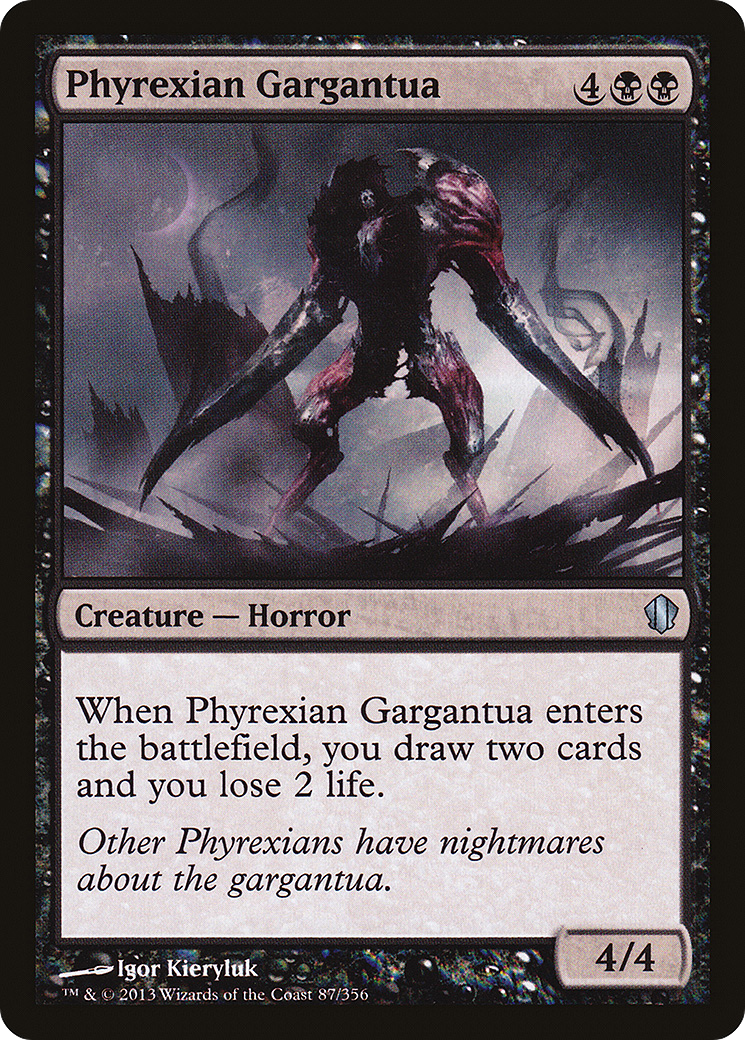 Phyrexian Gargantua 4
Creature — Horror
When Phyrexian Gargantua enters
the battlefield, you draw two cards
and you lose 2 life.
Other Phyrexians have nightmares
about the gargantua.
4/4
Igor Kieryluk
™ & © 2013 Wizards of the Coast 87/356